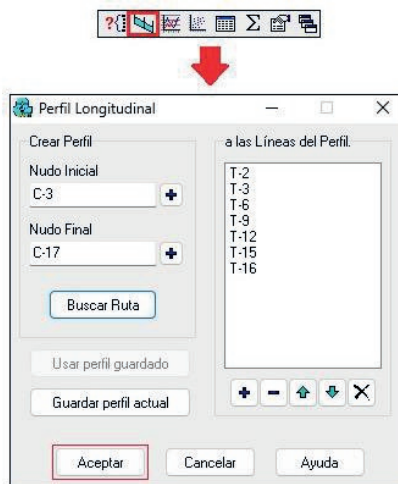 ?{
Σ
Perfil Longitudinal
Crear Perfil
Nudo Inicial
C-3
Nudo Final
C-17
Buscar Ruta
Usar perfil guardado
Guardar perfil actual
a las Líneas del Perfil.
T-2
T-3
T-6
T-9
T-12
T-15
T-16
Aceptar
Cancelar
Ayuda